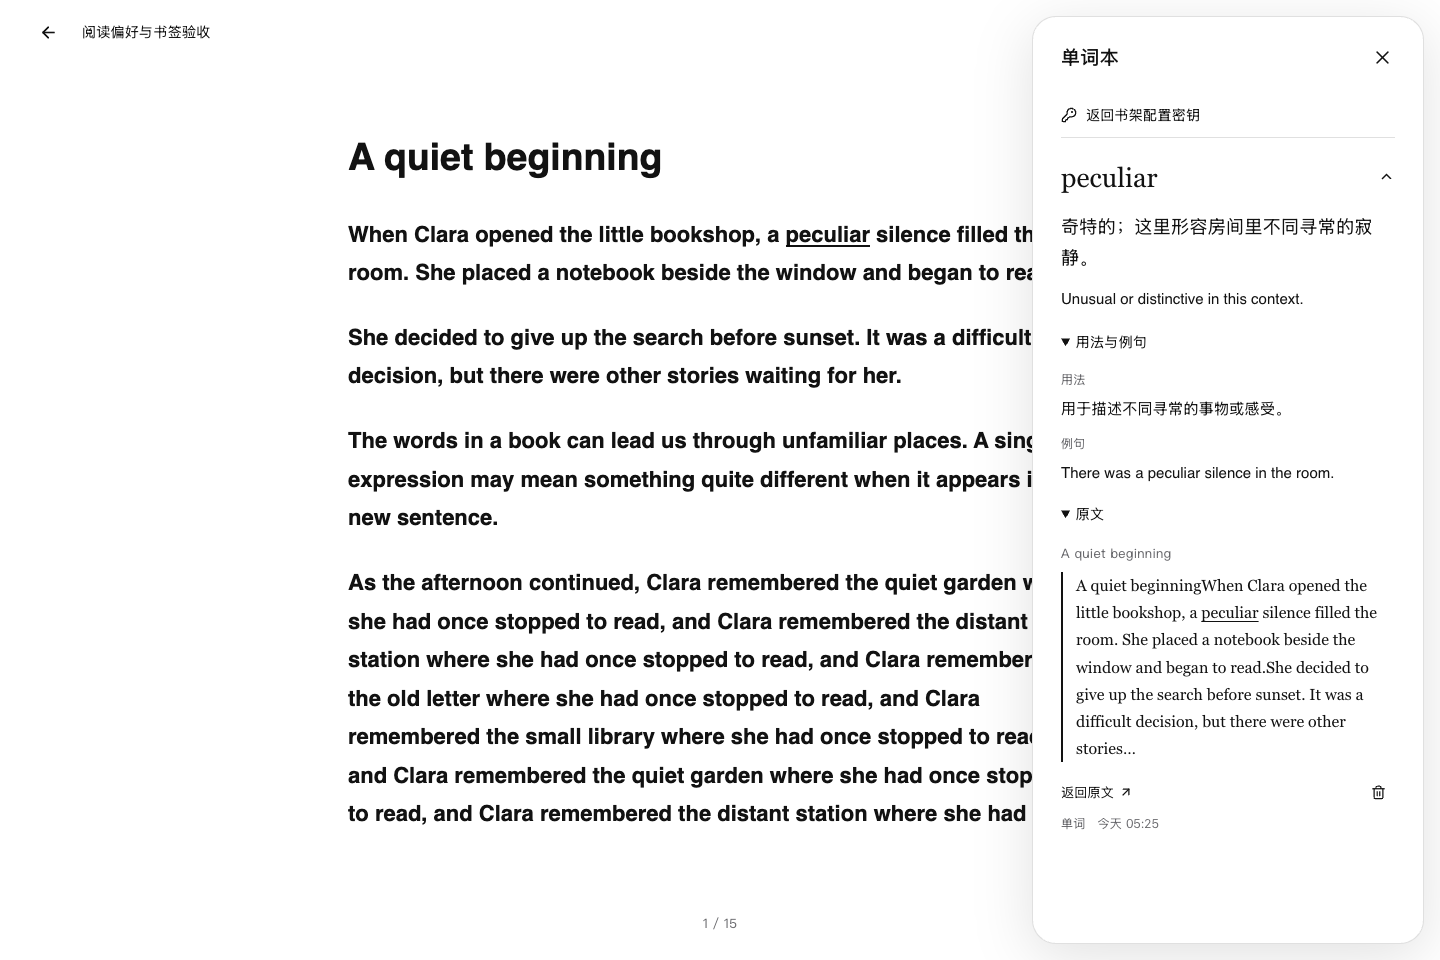 阅读偏好与书签验收
A quiet beginning
When Clara opened the little bookshop, a peculiar silence filled
room. She placed a notebook beside the window and began to
She decided to give up the search before sunset. It was a difficult
decision, but there were other stories waiting for her.
The words in a book can lead us through unfamiliar places. A
expression may mean something quite different when it appears
new sentence.
As the afternoon continued, Clara remembered the quiet garden
she had once stopped to read, and Clara remembered the distant
station where she had once stopped to read, and Clara
the old letter where she had once stopped to read, and Clara
remembered the small library where she had once stopped to
and Clara remembered the quiet garden where she had once
to read, and Clara remembered the distant station where she had
1 / 15
单词本
返回书架配置密钥
peculiar
奇特的；这里形容房间里不同寻常的寂
静。
Unusual or distinctive in this context.
用法与例句
用法
用于描述不同寻常的事物或感受。
例句
There was a peculiar silence in the room.
原文
A quiet beginning
A quiet beginningWhen Clara opened the
little bookshop, a peculiar silence filled the
room. She placed a notebook beside the
window and began to read.She decided to
give up the search before sunset. It was a
difficult decision, but there were other
stories...
返回原文
单词 今天 05:25